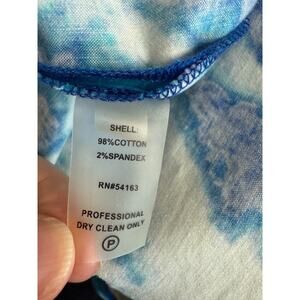 SHELL:
98%COTTON
2%SPANDEX
RN#54163
PROFESSIONAL
DRY CLEAN ONLY
P